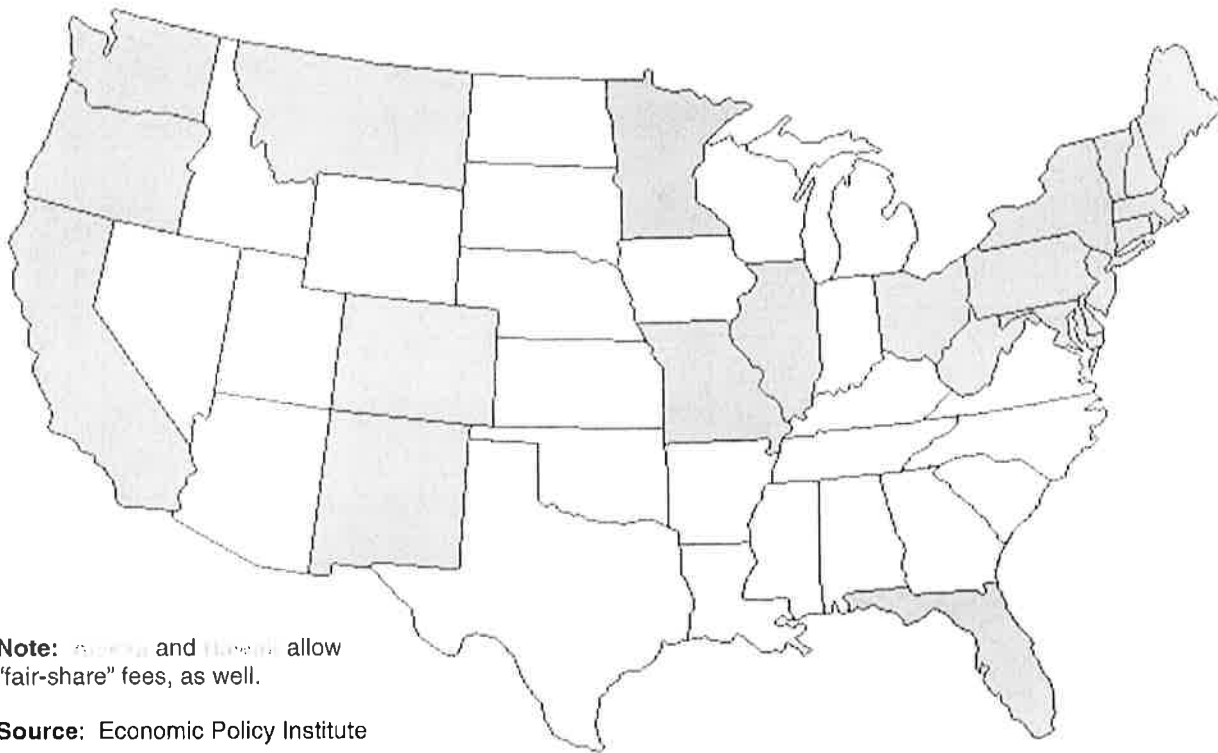 Note: and allow
"fair-share" fees, as well.
Source: Economic Policy Institute